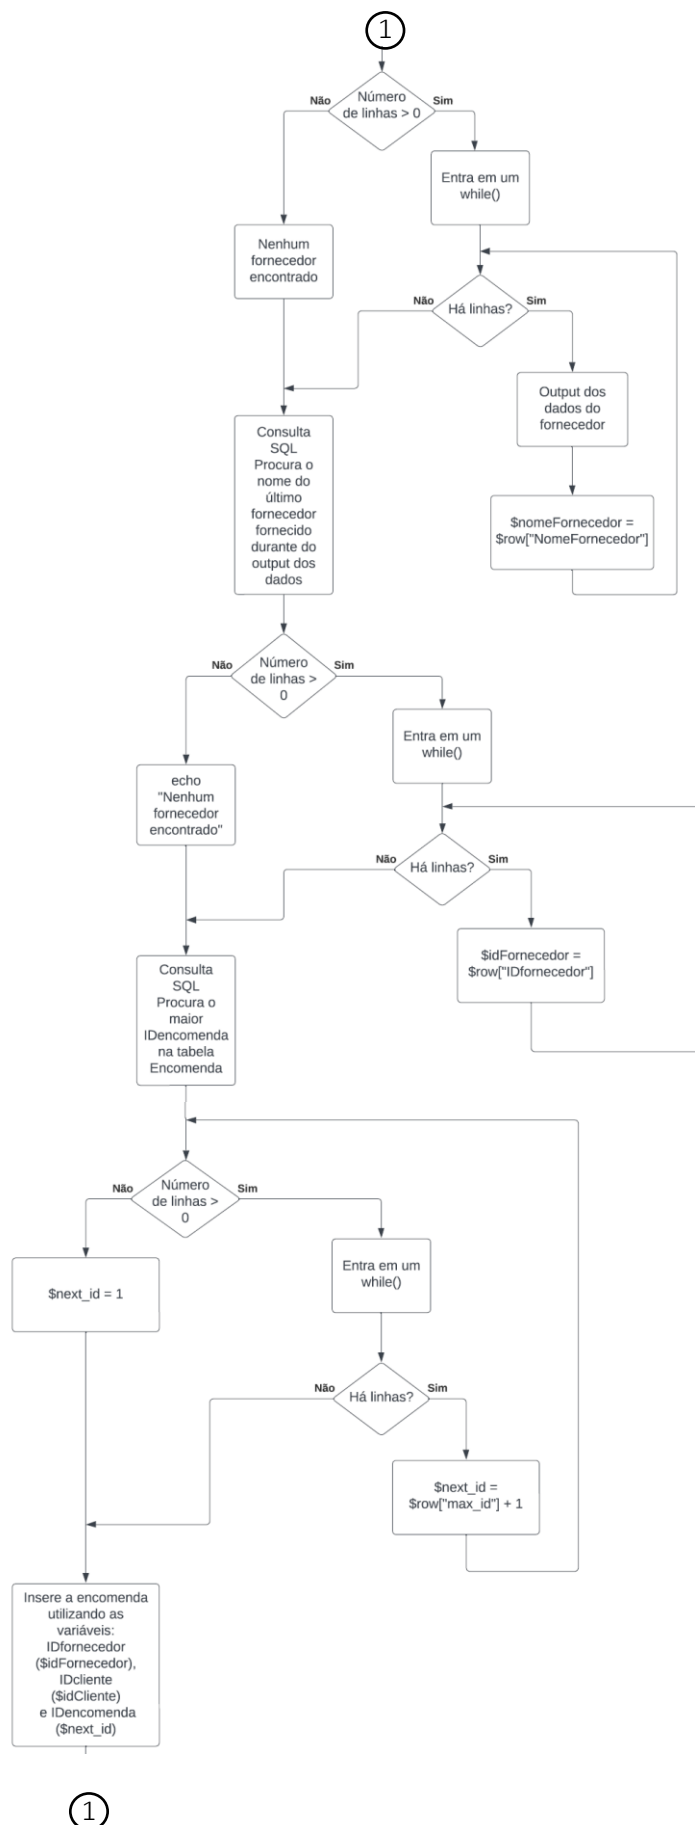 1
Número
de linhas > 0
Não
Sim
Entra em um
while()
Nenhum
fornecedor
encontrado
Não
Sim
Há linhas?
Output dos
dados do
fornecedor
Consulta
SQL
Procura o
nome do
último
fornecedor
fornecido
durante do
output dos
dados
$nomeFornecedor =
$row["NomeFornecedor"]
Não
Sim
Número
de linhas >
0
Entra em um
while()
echo
"Nenhum
fornecedor
encontrado"
Não
Sim
Há linhas?
$idFornecedor =
$row["IDfornecedor"]
Consulta
SQL
Procura o
maior
IDencomenda
na tabela
Encomenda
Não
Sim
Número
de linhas >
0
Entra em um
while()
$next_id = 1
Não
Sim
Há linhas?
$next_id =
$row["max_id"] + 1
Insere a encomenda
utilizando as
variáveis:
IDfornecedor
($idFornecedor),
IDcliente
($idCliente)
e IDencomenda
($next_id)
1